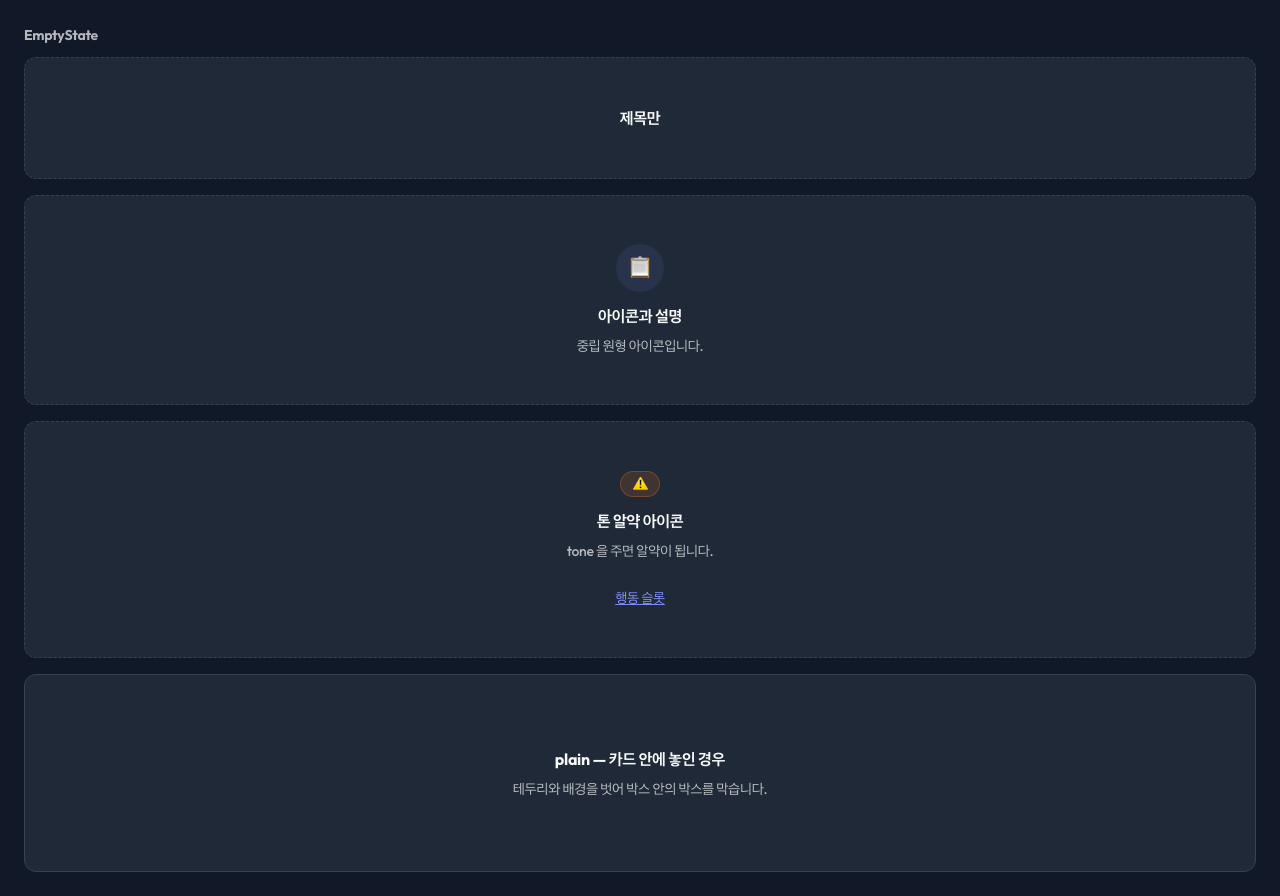 EmptyState
제목만
아이콘과 설명
중립 원형 아이콘입니다.
톤 알약 아이콘
tone 을 주면 알약이 됩니다.
행동 슬롯
plain — 카드 안에 놓인 경우
테두리와 배경을 벗어 박스 안의 박스를 막습니다.